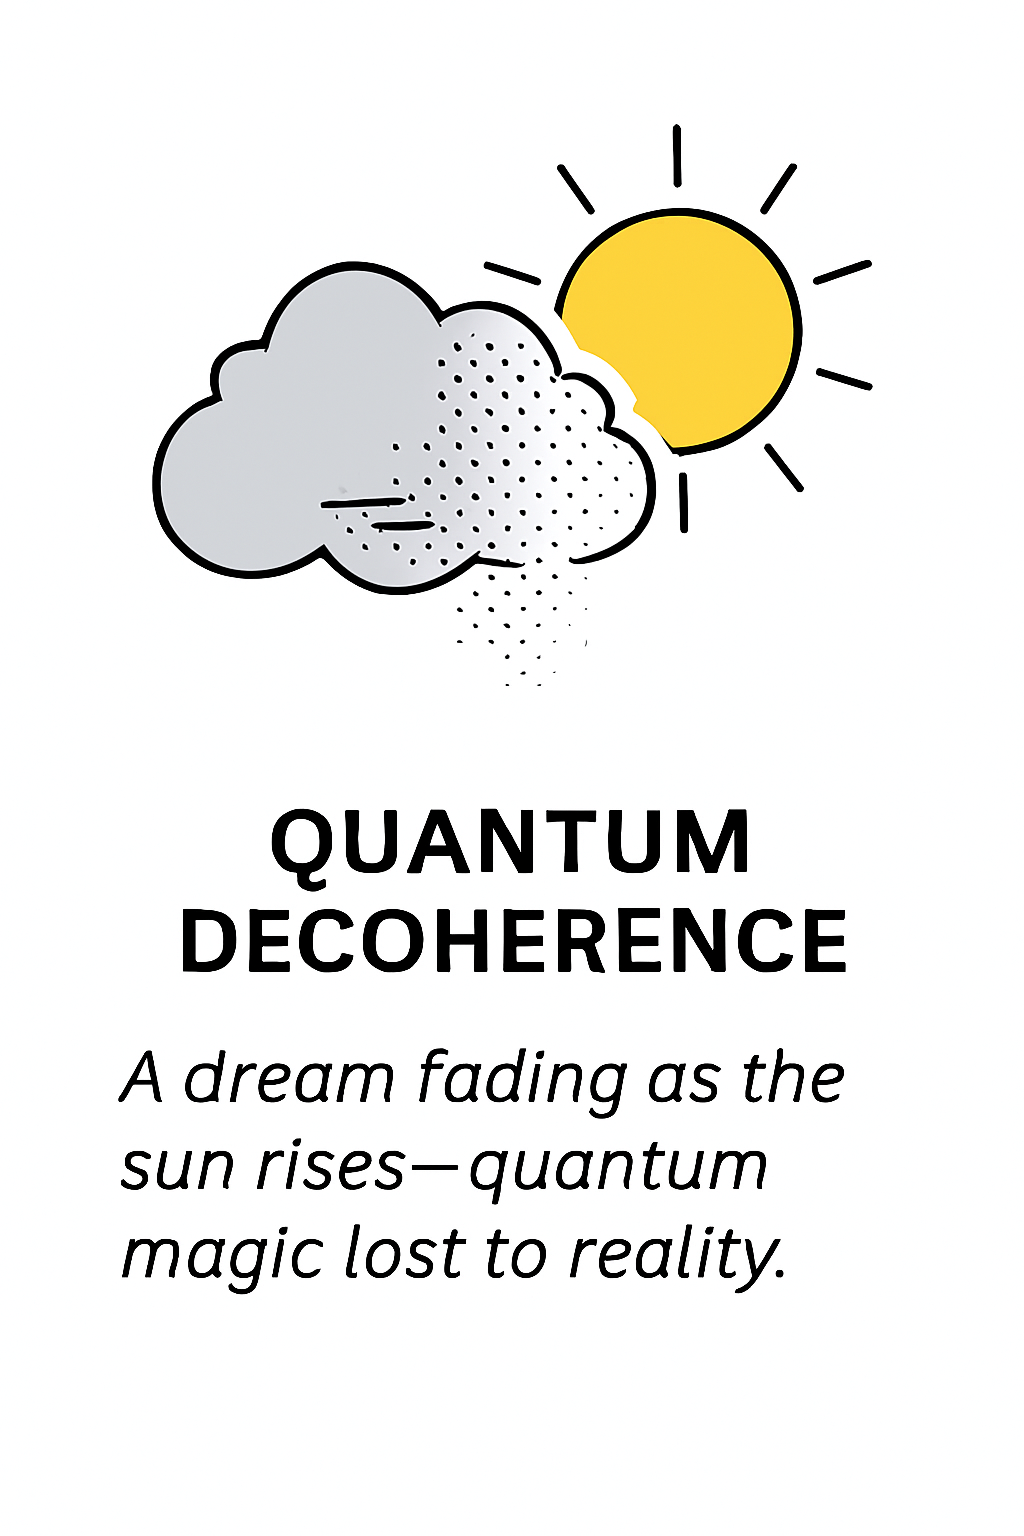 QUANTUM
DECOHERENCE
A dream fading as the
sun rises—quantum
magic lost to reality.